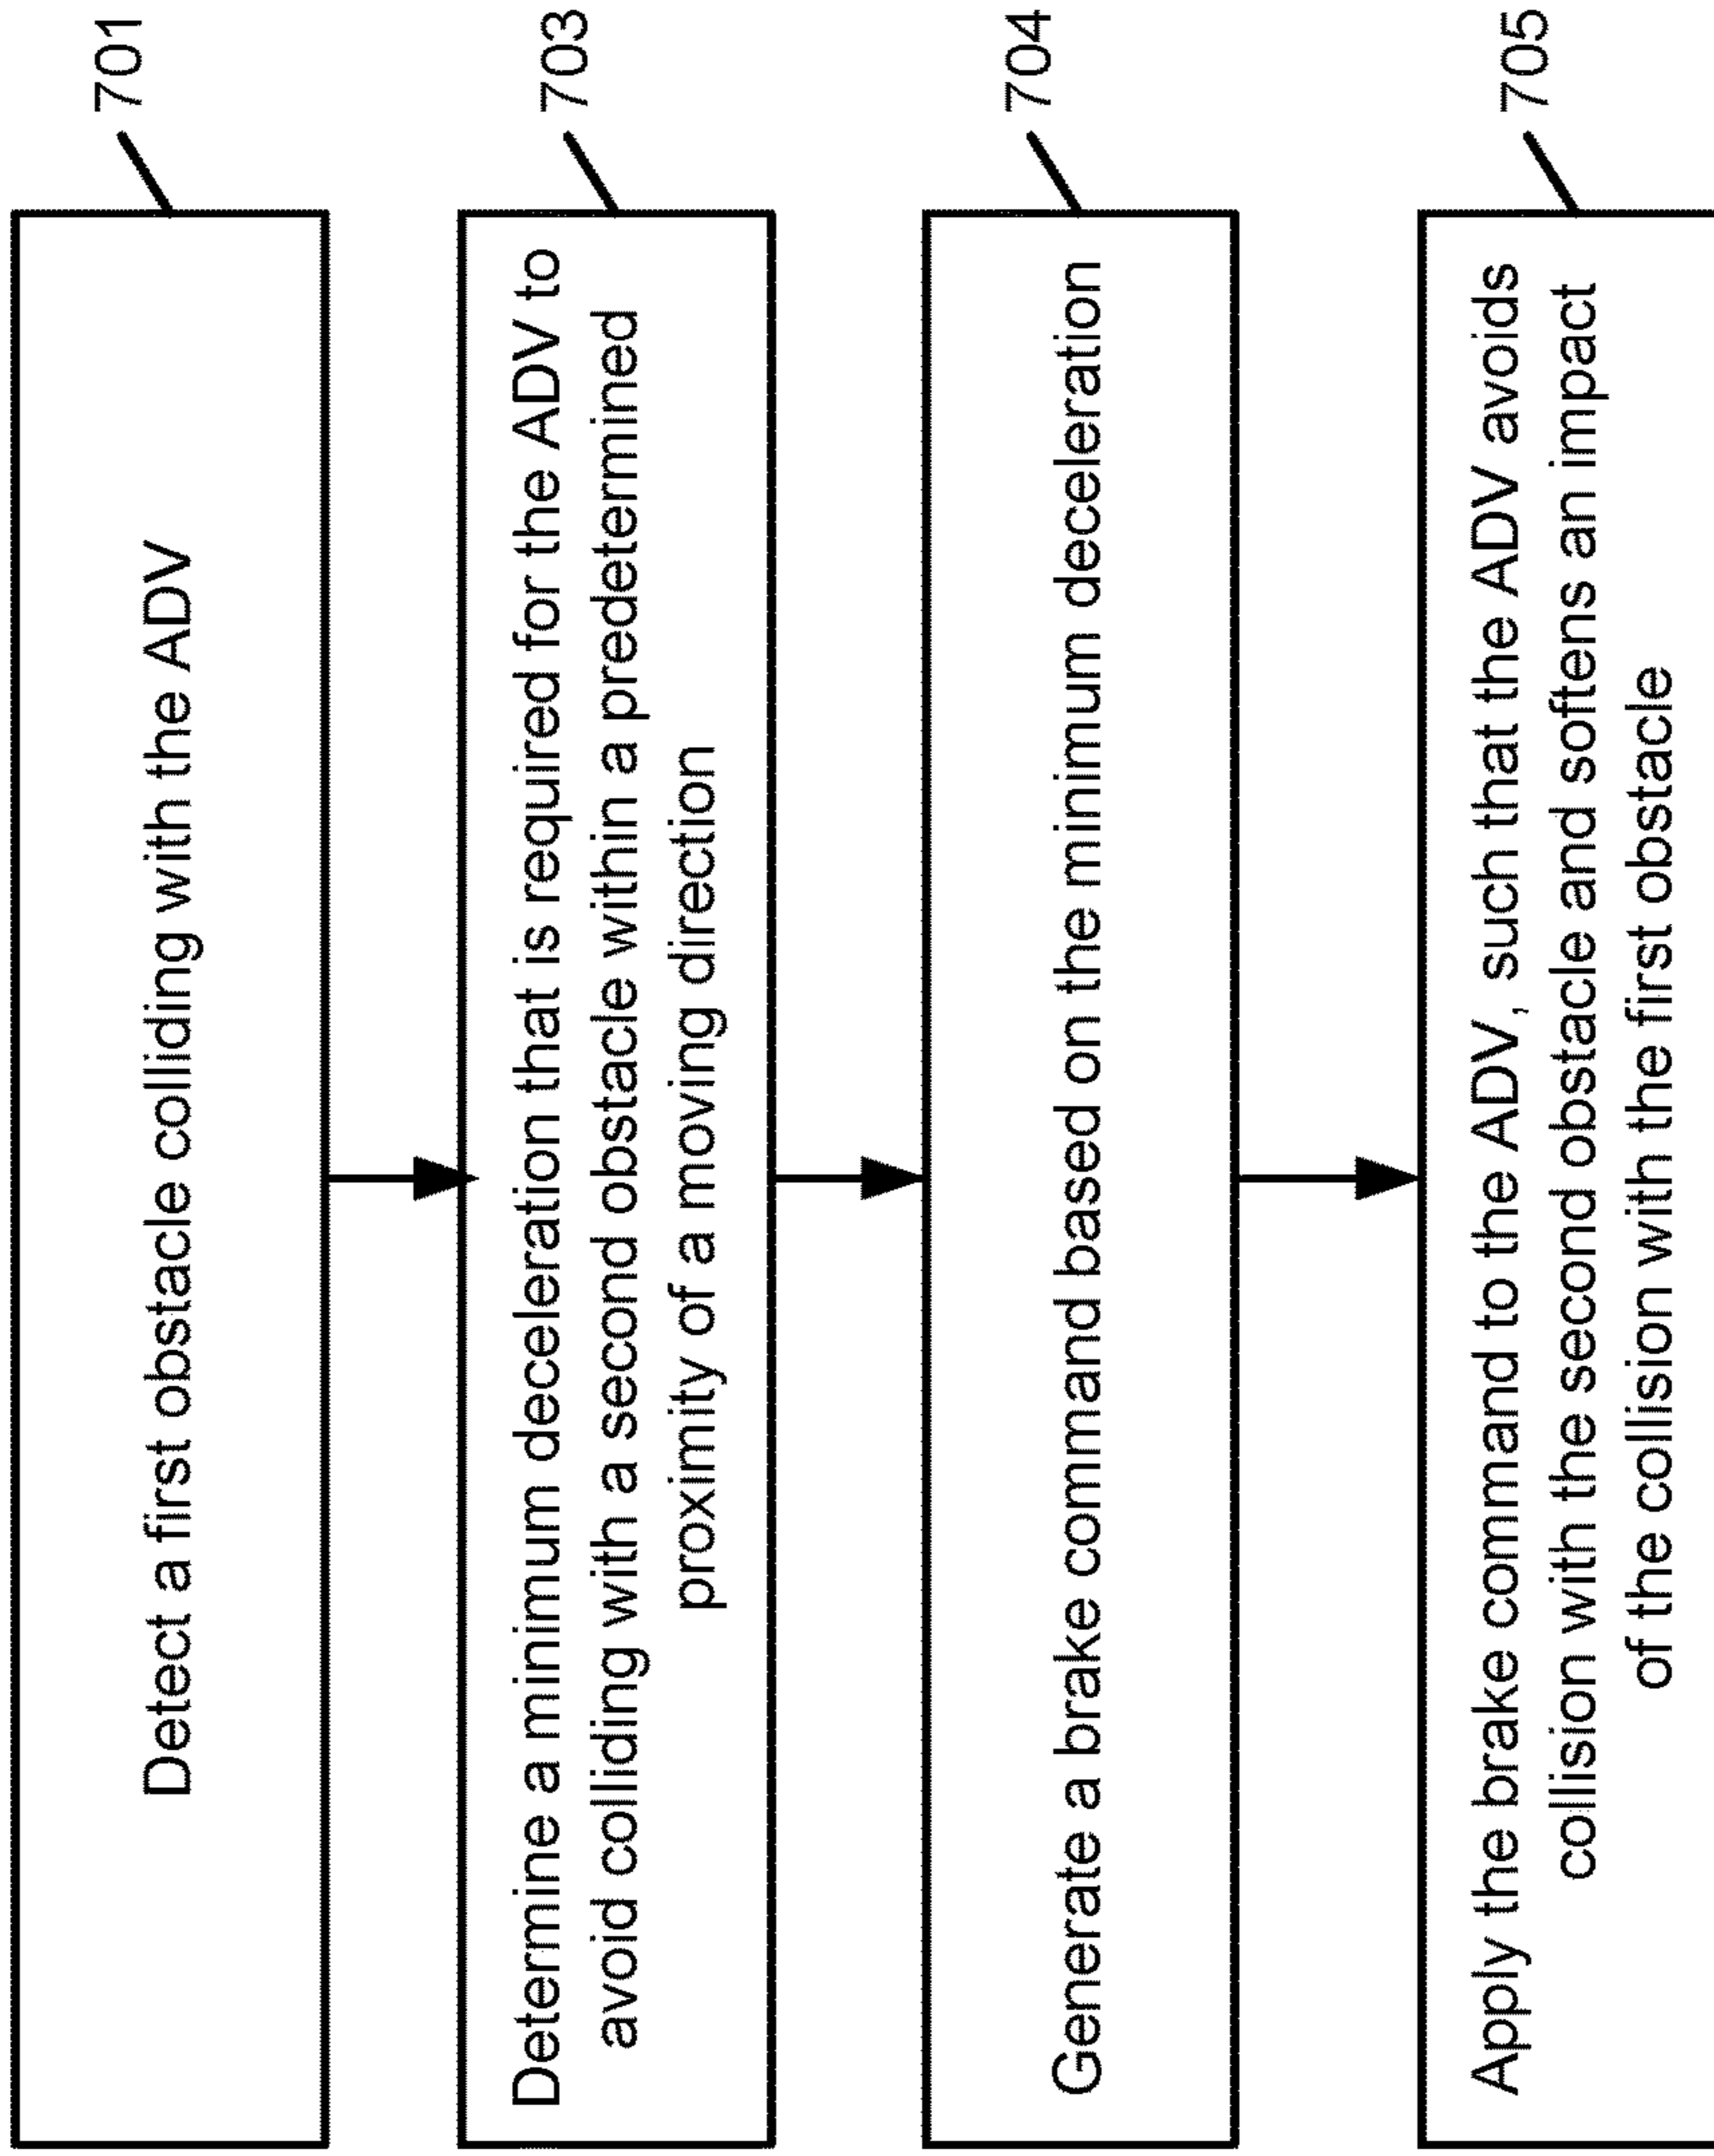 Detect a first obstacle colliding with the ADV
701
Determine a minimum deceleration that is required for the ADV to
avoid colliding with a second obstacle within a predetermined
proximity of a moving direction
703
Generate a brake command based on the minimum deceleration
704
Apply the brake command to the ADV, such that the ADV avoids
collision with the second obstacle and softens an impact
of the collision with the first obstacle
705